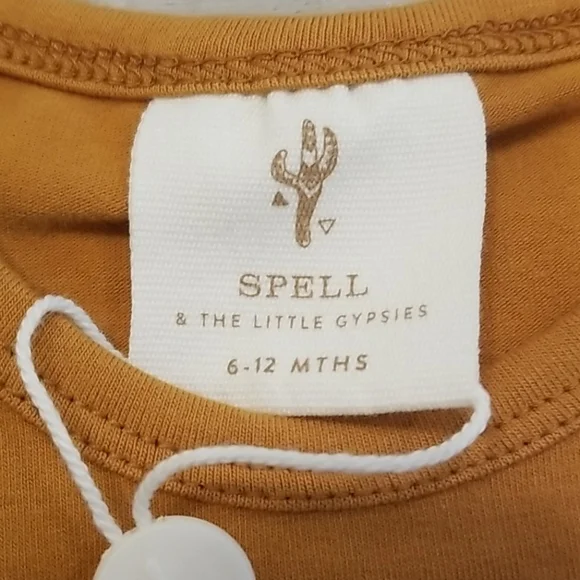 SPELL
& THE LITTLE GYPSIES
6-12 MTHS